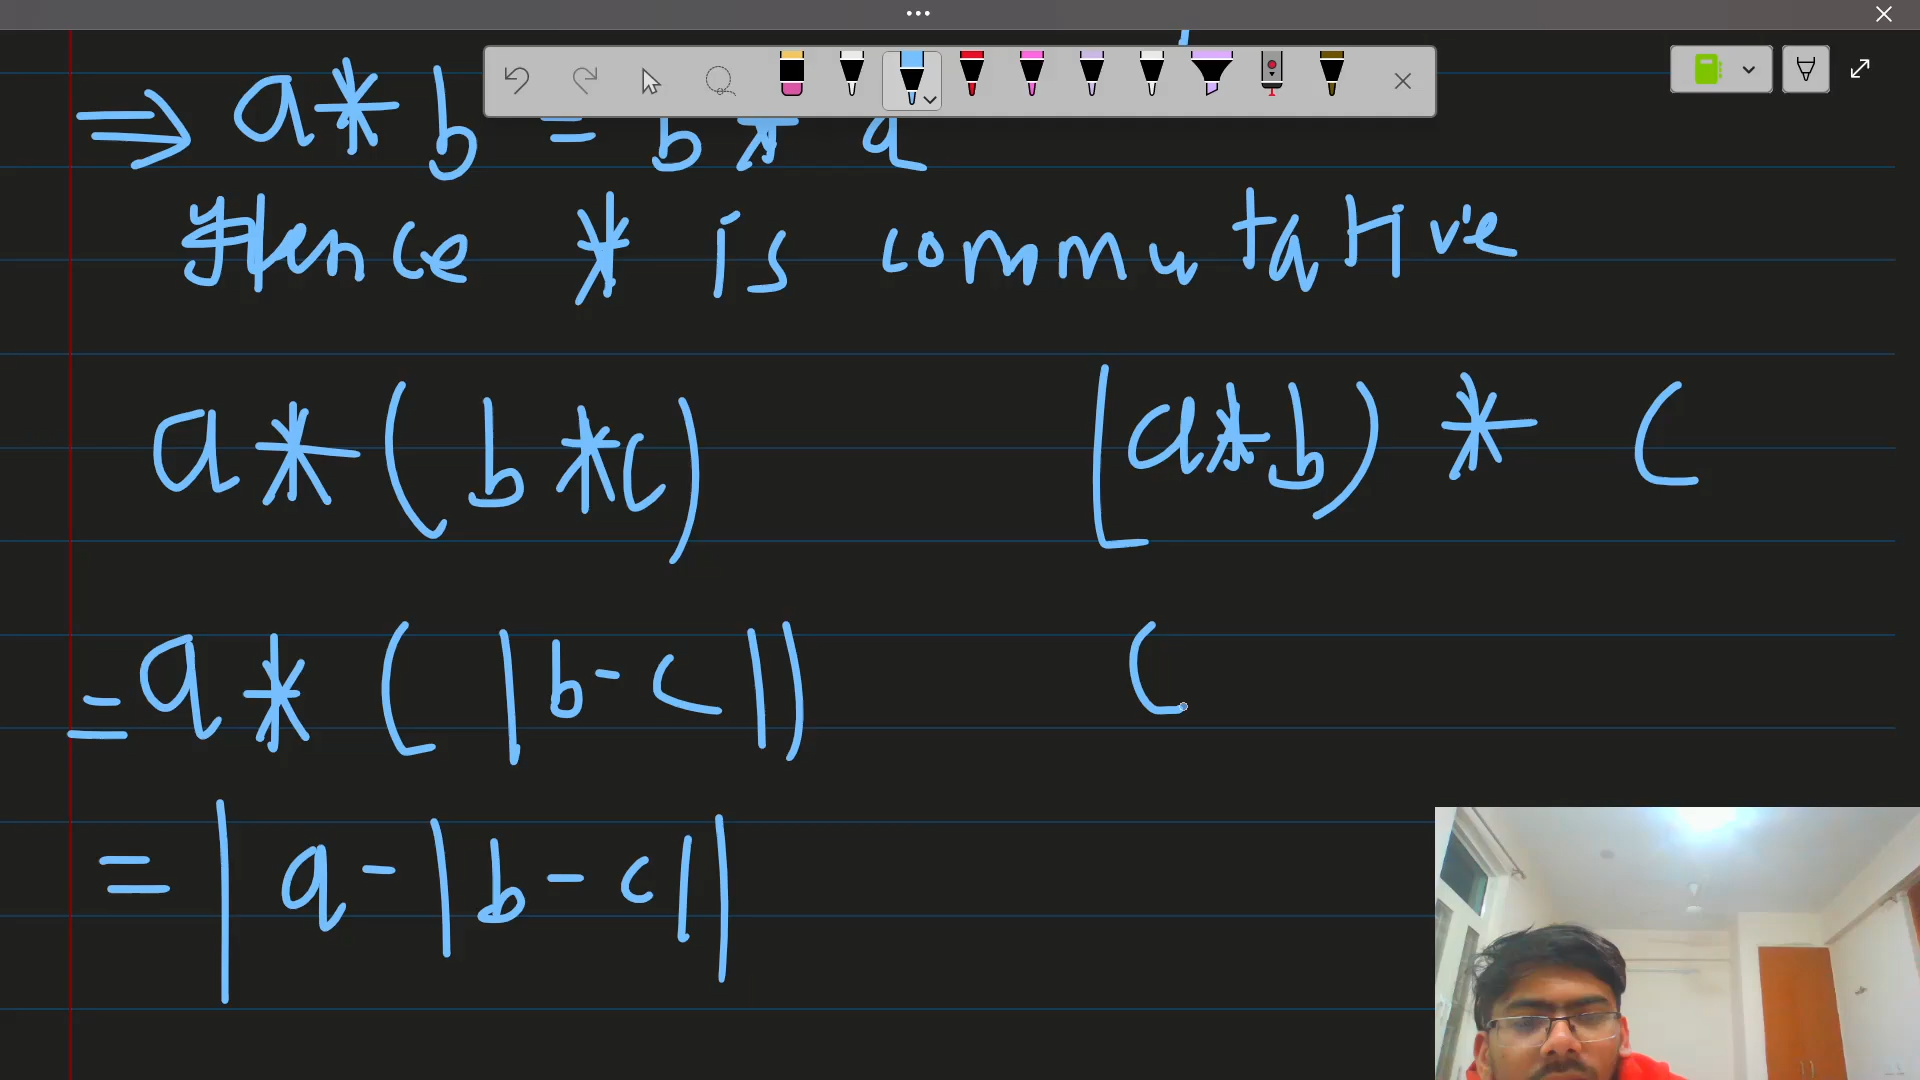 ⇒ a * b = b * a
Hence * is commutative
a * (b * c)
(a * b) * c
= a * (|b - c|)
(
= |a - |b - c||